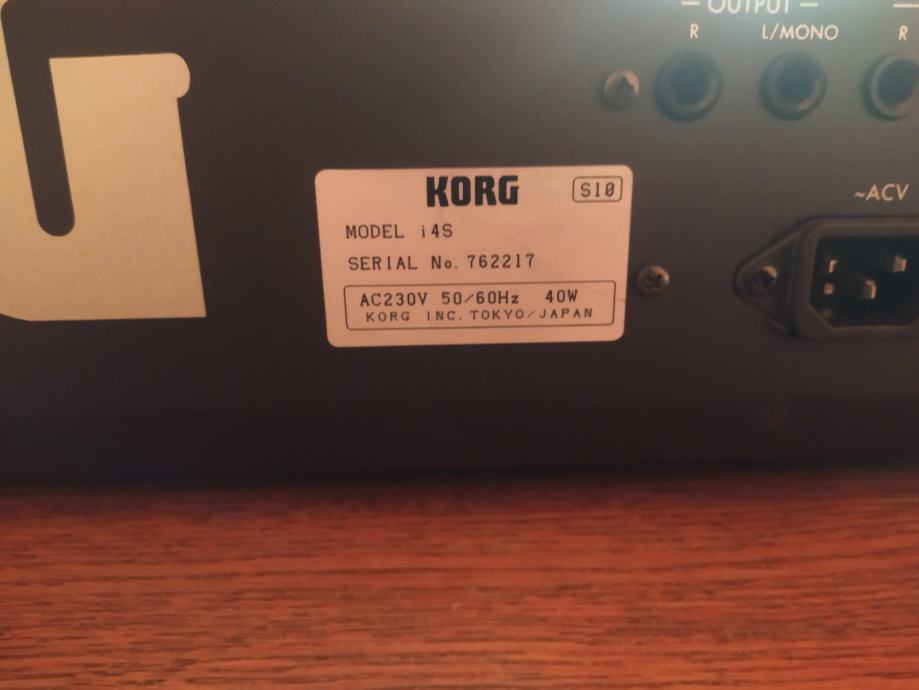 OUTPUT
R L/MONO R
KORG S10
MODEL i4S
SERIAL No. 762217
AC230V 50/60Hz 40W
KORG INC. TOKYO/JAPAN
~ACV